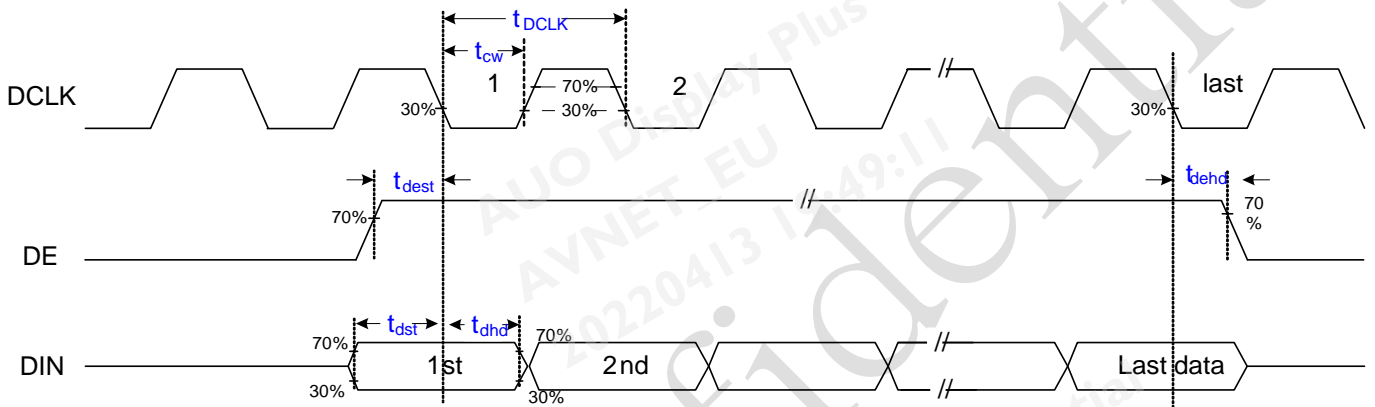 tDCLK
tcw
DCLK
1
70%
30%
30%
2
//
30%
last
tdest
70%
DE
//
tdehd
70
%
tdst
tdhd
70%
70%
DIN
1st
2nd
//
Last data
30%
30%
AUO Display Plus
AVNET_EU